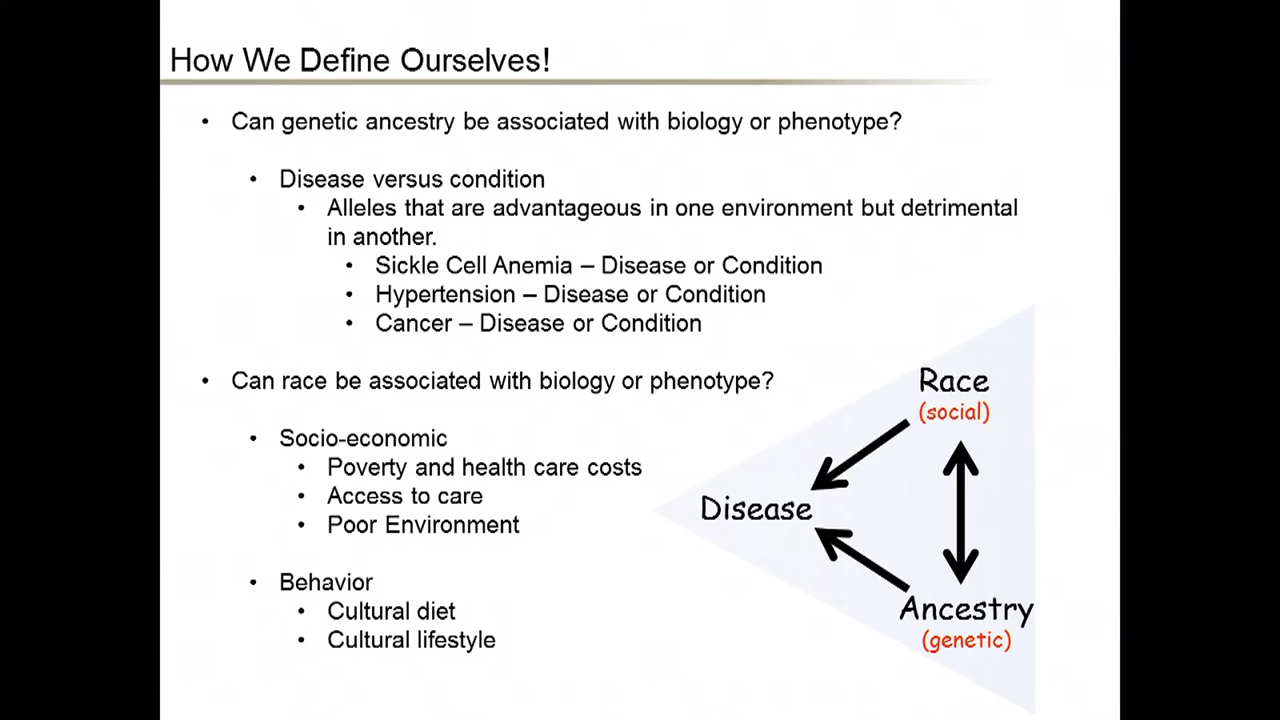 How We Define Ourselves!
• Can genetic ancestry be associated with biology or phenotype?
• Disease versus condition
• Alleles that are advantageous in one environment but detrimental
in another.
• Sickle Cell Anemia – Disease or Condition
• Hypertension – Disease or Condition
• Cancer – Disease or Condition
• Can race be associated with biology or phenotype?
• Socio-economic
• Poverty and health care costs
• Access to care
• Poor Environment
• Behavior
• Cultural diet
• Cultural lifestyle
Race
(social)
Disease
Ancestry
(genetic)